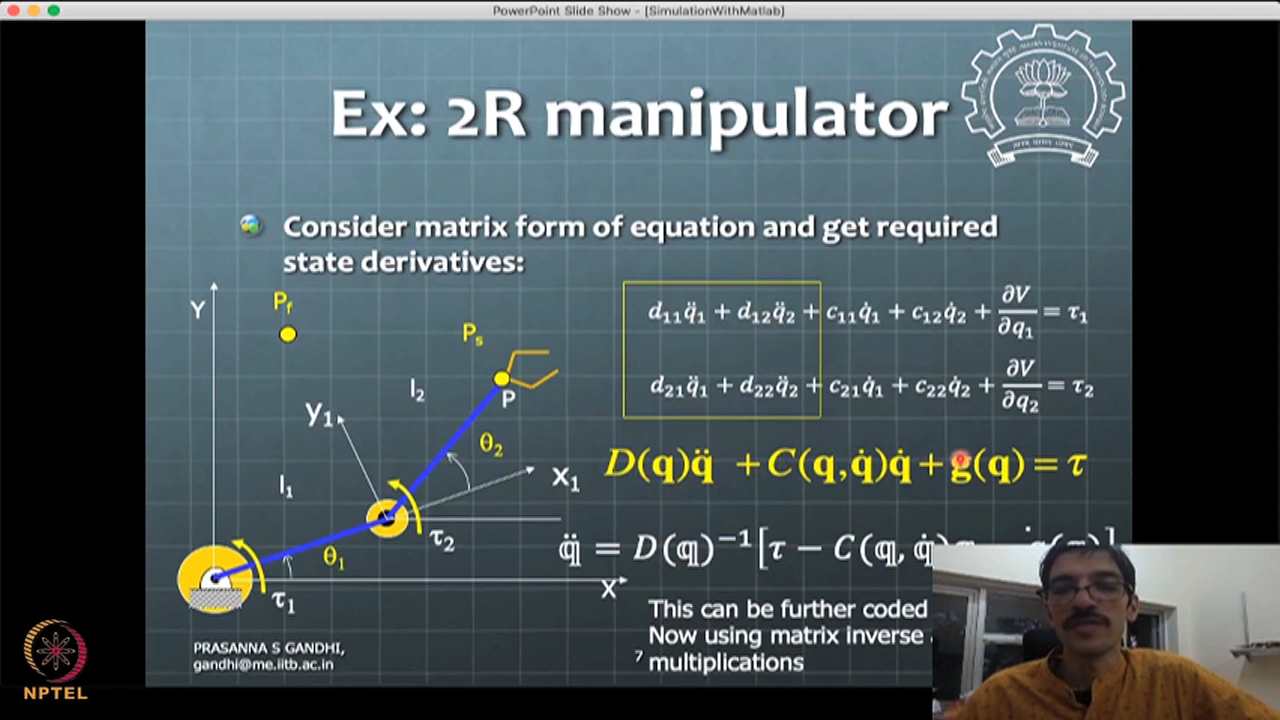 PowerPoint Slide Show - [SimulationWithMatlab]
Ex: 2R manipulator
Consider matrix form of equation and get required
state derivatives:
Y
P_f
P_s
l₂
P
y₁
θ₂
l₁
x₁
τ₂
θ₁
X
τ₁
d₁₁q̈₁ + d₁₂q̈₂ + c₁₁q̇₁ + c₁₂q̇₂ + ∂V/∂q₁ = τ₁
d₂₁q̈₁ + d₂₂q̈₂ + c₂₁q̇₁ + c₂₂q̇₂ + ∂V/∂q₂ = τ₂
D(q)q̈ + C(q,q̇)q̇ + g(q) = τ
q̈ = D(q)⁻¹[τ − C(q, q̇)
This can be further coded
Now using matrix inverse
multiplications
7
PRASANNA S GANDHI,
gandhi@me.iitb.ac.in
NPTEL